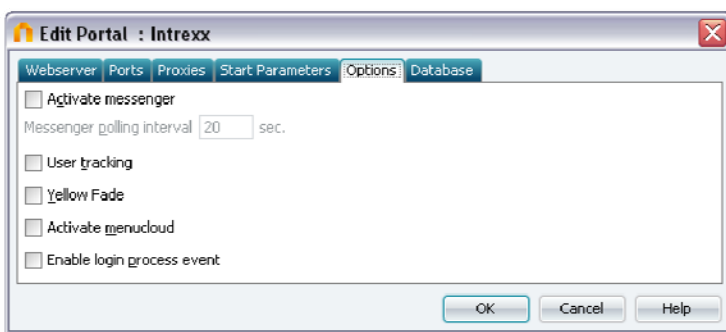 Edit Portal : Intrexx
Webserver Ports Proxies Start Parameters Options Database
Activate messenger
Messenger polling interval 20 sec.
User tracking
Yellow Fade
Activate menucloud
Enable login process event
OK Cancel Help